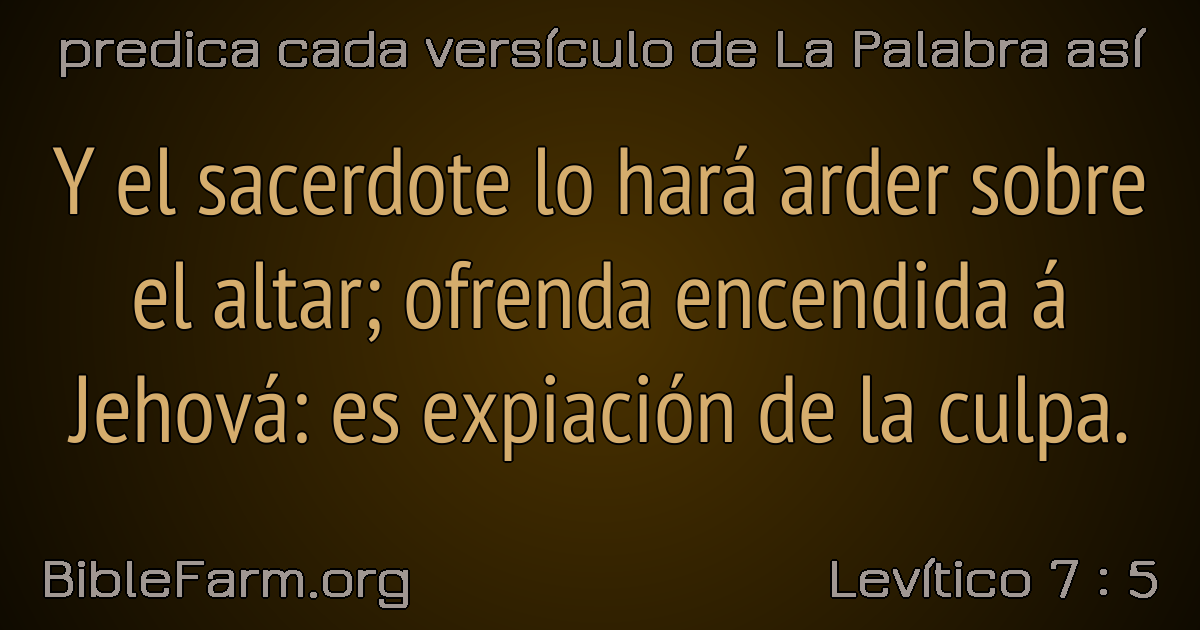 predica cada versículo de La Palabra así
Y el sacerdote lo hará arder sobre
el altar; ofrenda encendida á
Jehová: es expiación de la culpa.
BibleFarm.org
Levítico 7 : 5